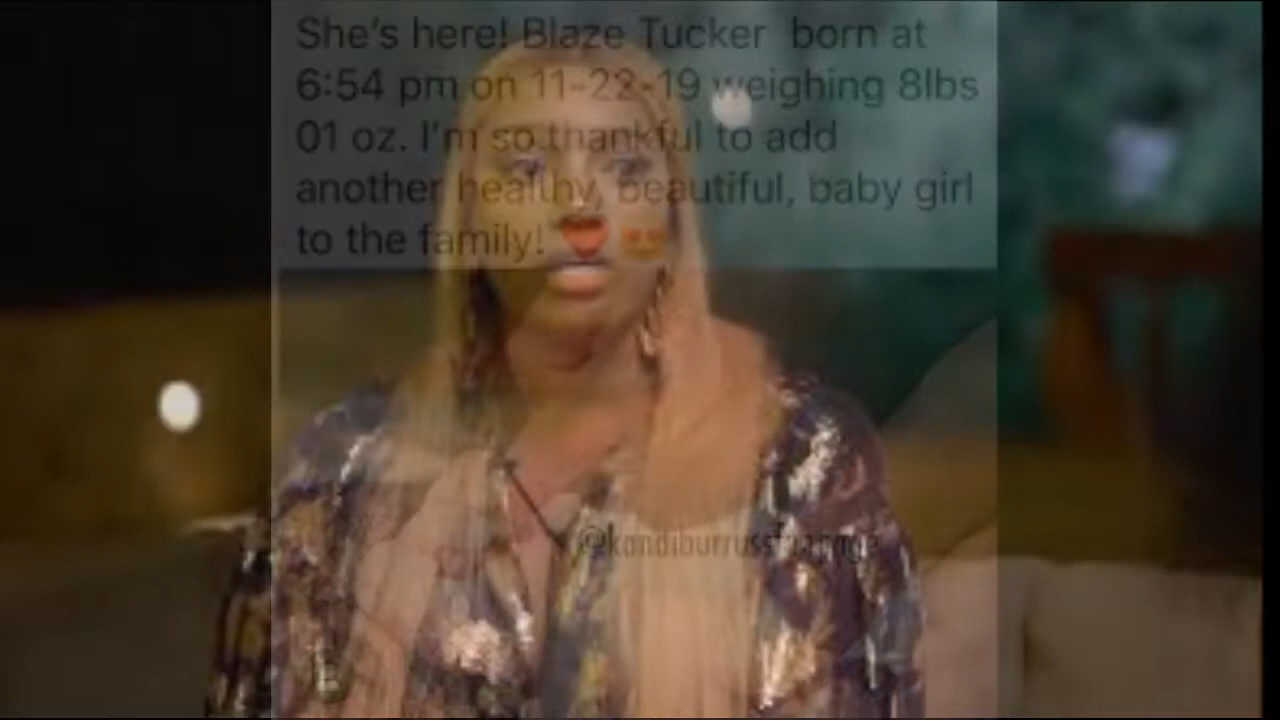 She's here! Blaze Tucker born at
6:54 pm on 11-22-19 weighing 8lbs
01 oz. I'm so thankful to add
another healthy, beautiful, baby girl
to the family! ❤️ 😍